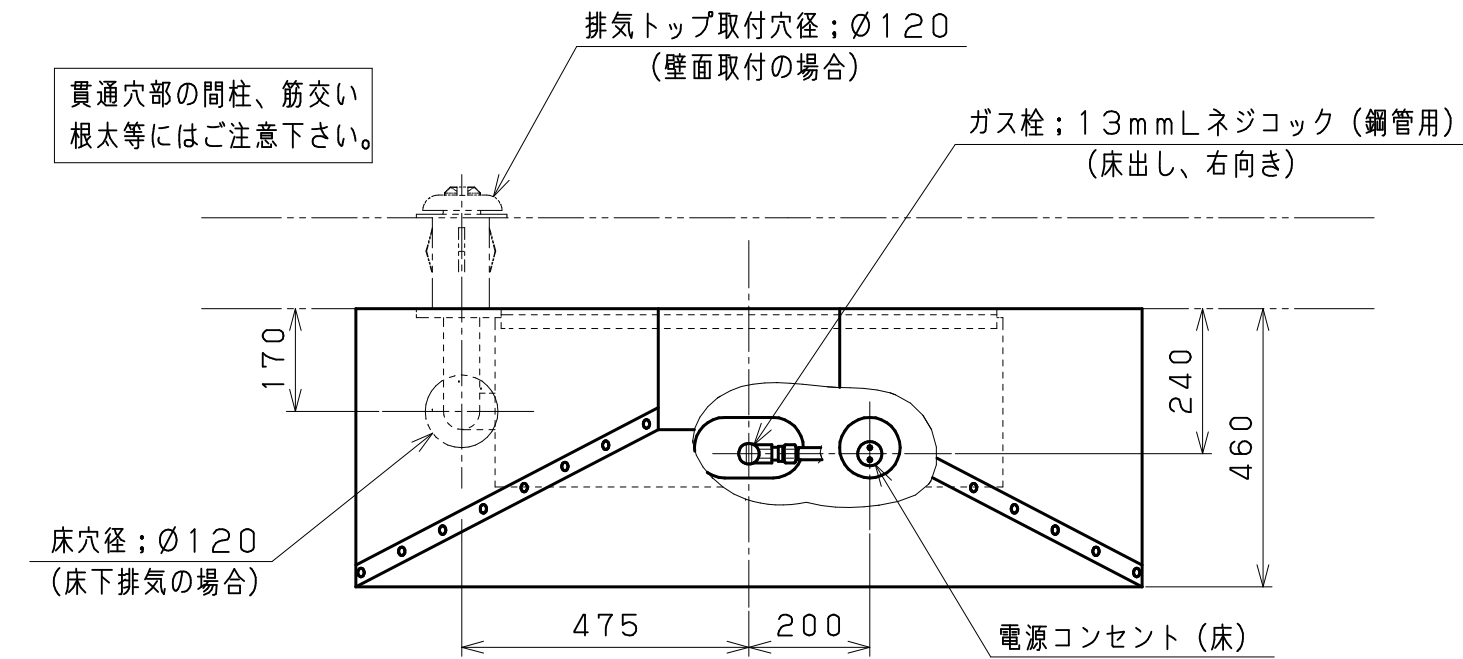 排気トップ取付穴径；Ø120
(壁面取付の場合)
貫通穴部の間柱、筋交い
根太等にはご注意下さい。
ガス栓；13mmLネジコック (鋼管用)
(床出し、右向き)
170
240
460
床穴径；Ø120
(床下排気の場合)
475
200
電源コンセント (床)